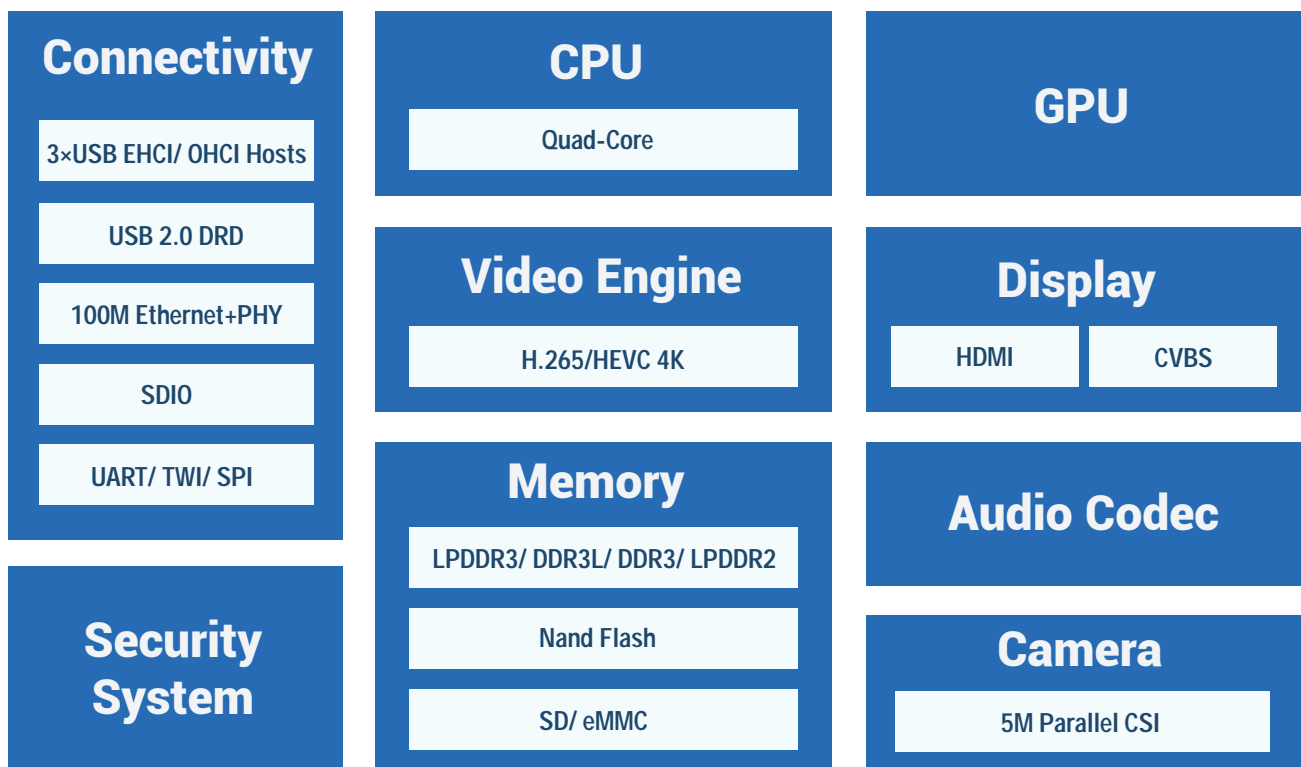 Connectivity
3×USB EHCI/ OHCI Hosts
USB 2.0 DRD
100M Ethernet+PHY
SDIO
UART/ TWI/ SPI
Security
System
CPU
Quad-Core
Video Engine
H.265/HEVC 4K
Memory
LPDDR3/ DDR3L/ DDR3/ LPDDR2
Nand Flash
SD/ eMMC
GPU
Display
HDMI
CVBS
Audio Codec
Camera
5M Parallel CSI